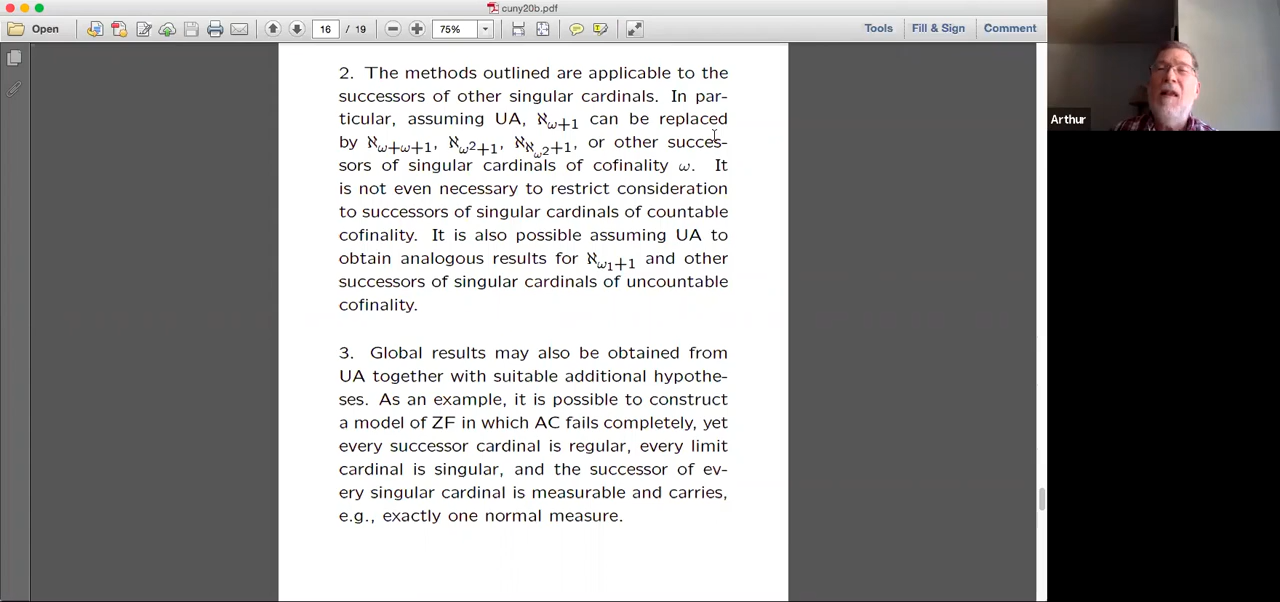 cuny20b.pdf
Open
16 / 19
75%
Tools
Fill & Sign
Comment
2. The methods outlined are applicable to the
successors of other singular cardinals. In par-
ticular, assuming UA, ℵ_{ω+1} can be replaced
by ℵ_{ω+ω+1}, ℵ_{ω²+1}, ℵ_{ℵ_{ω²}+1}, or other succes-
sors of singular cardinals of cofinality ω. It
is not even necessary to restrict consideration
to successors of singular cardinals of countable
cofinality. It is also possible assuming UA to
obtain analogous results for ℵ_{ω₁+1} and other
successors of singular cardinals of uncountable
cofinality.
3. Global results may also be obtained from
UA together with suitable additional hypothe-
ses. As an example, it is possible to construct
a model of ZF in which AC fails completely, yet
every successor cardinal is regular, every limit
cardinal is singular, and the successor of ev-
ery singular cardinal is measurable and carries,
e.g., exactly one normal measure.
Arthur